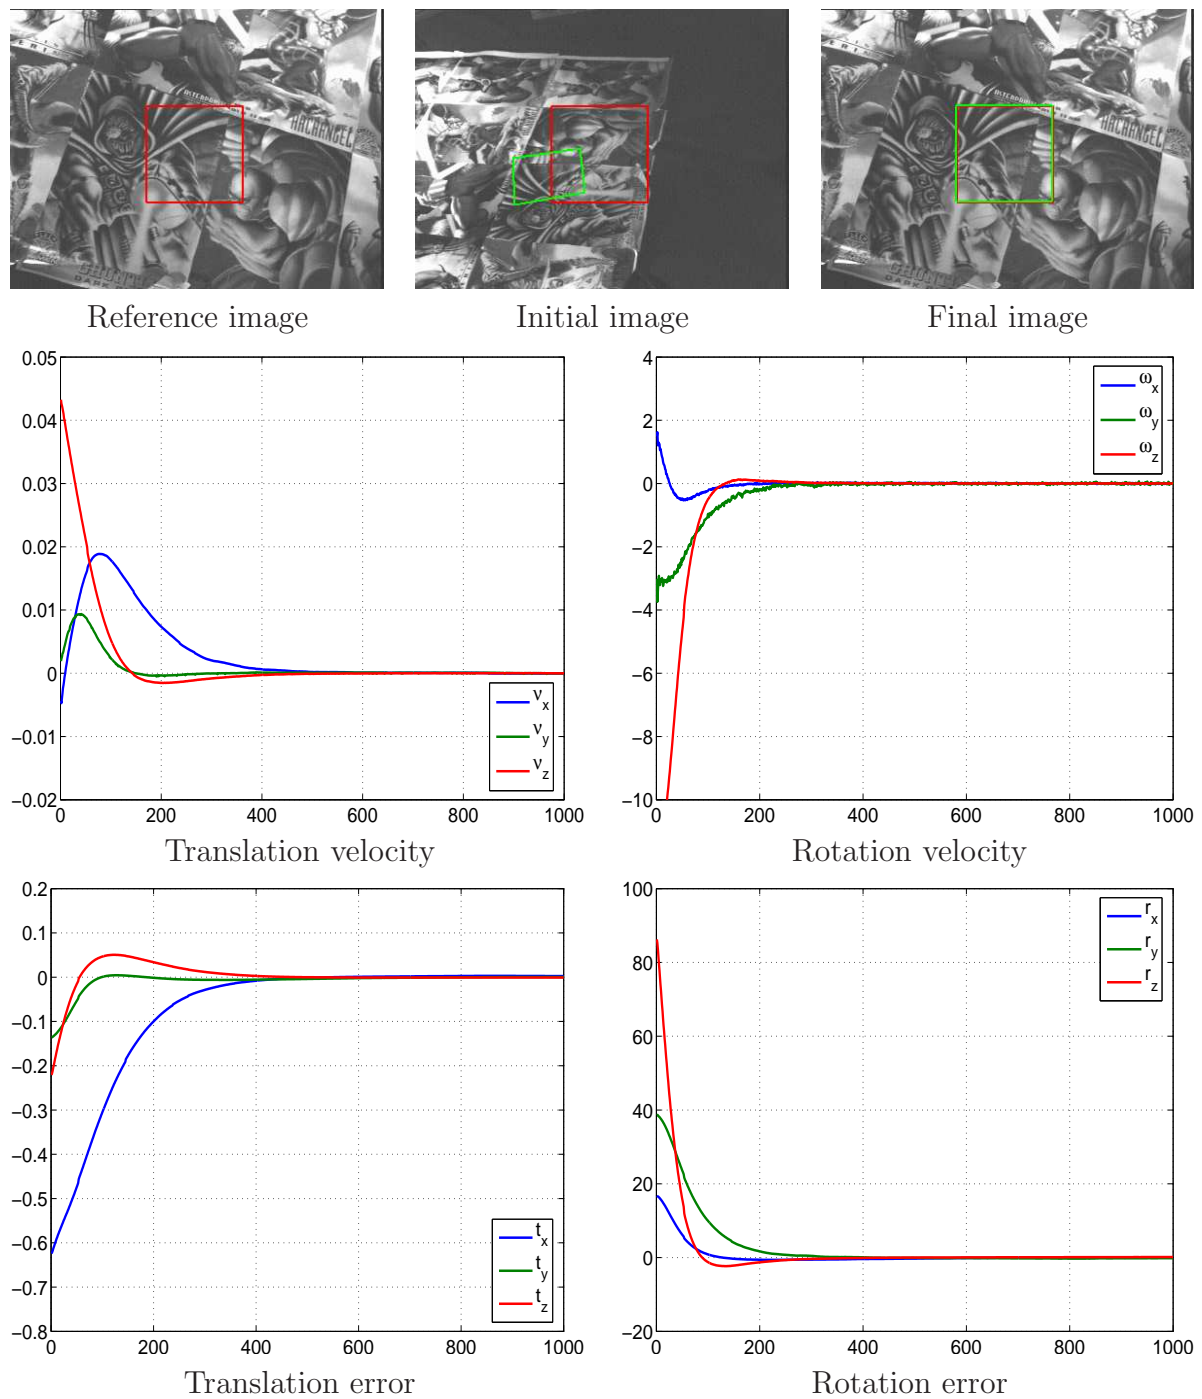 ARCHANGEL
ARCHANGEL
Reference image
Initial image
Final image
0.05
0.04
0.03
0.02
0.01
0
−0.01
−0.02
0 200 400 600 800 1000
ν_x
ν_y
ν_z
Translation velocity
4
2
0
−2
−4
−6
−8
−10
0 200 400 600 800 1000
ω_x
ω_y
ω_z
Rotation velocity
0.2
0.1
0
−0.1
−0.2
−0.3
−0.4
−0.5
−0.6
−0.7
−0.8
0 200 400 600 800 1000
t_x
t_y
t_z
Translation error
100
80
60
40
20
0
−20
0 200 400 600 800 1000
r_x
r_y
r_z
Rotation error